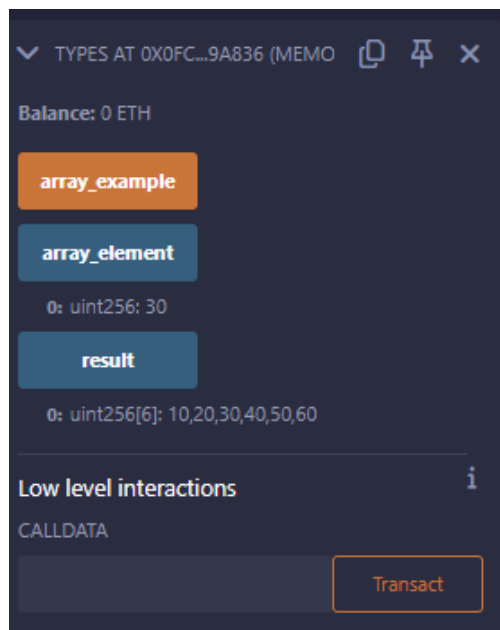 TYPES AT 0X0FC...9A836 (MEMO
Balance: 0 ETH
array_example
array_element
0: uint256: 30
result
0: uint256[6]: 10,20,30,40,50,60
Low level interactions
i
CALLDATA
Transact